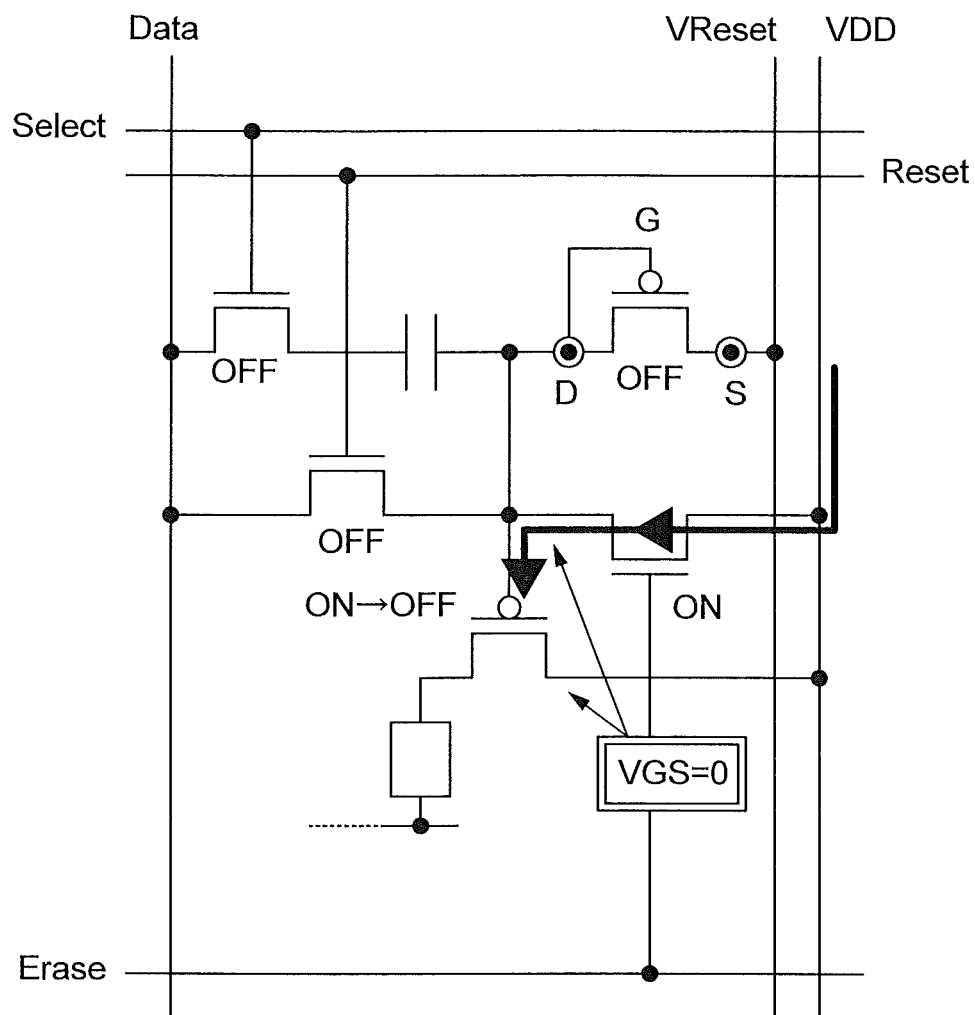 Data
VReset
VDD
Select
Reset
G
OFF
D
OFF
S
OFF
ON→OFF
ON
VGS=0
Erase